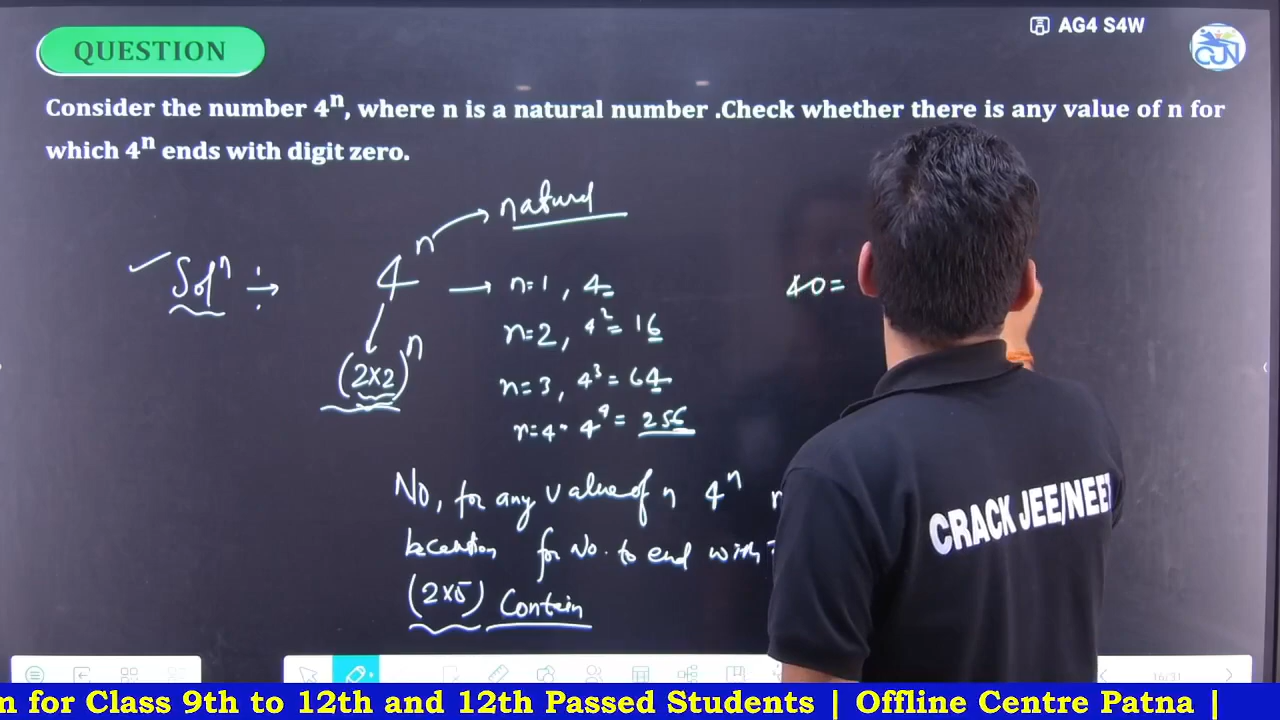 AG4 S4W
QUESTION
CUN
Consider the number 4ⁿ, where n is a natural number .Check whether there is any value of n for
which 4ⁿ ends with digit zero.
natural
Solⁿ :→
4ⁿ
→ n=1, 4
40=
n=2, 4²= 16
(2×2)ⁿ
n=3, 4³=64
n=4. 4⁴= 256
No, for any value of n 4ⁿ
for No. to end with
(2×5) Contain
CRACK JEE/NEET
16/31
m for Class 9th to 12th and 12th Passed Students | Offline Centre Patna |